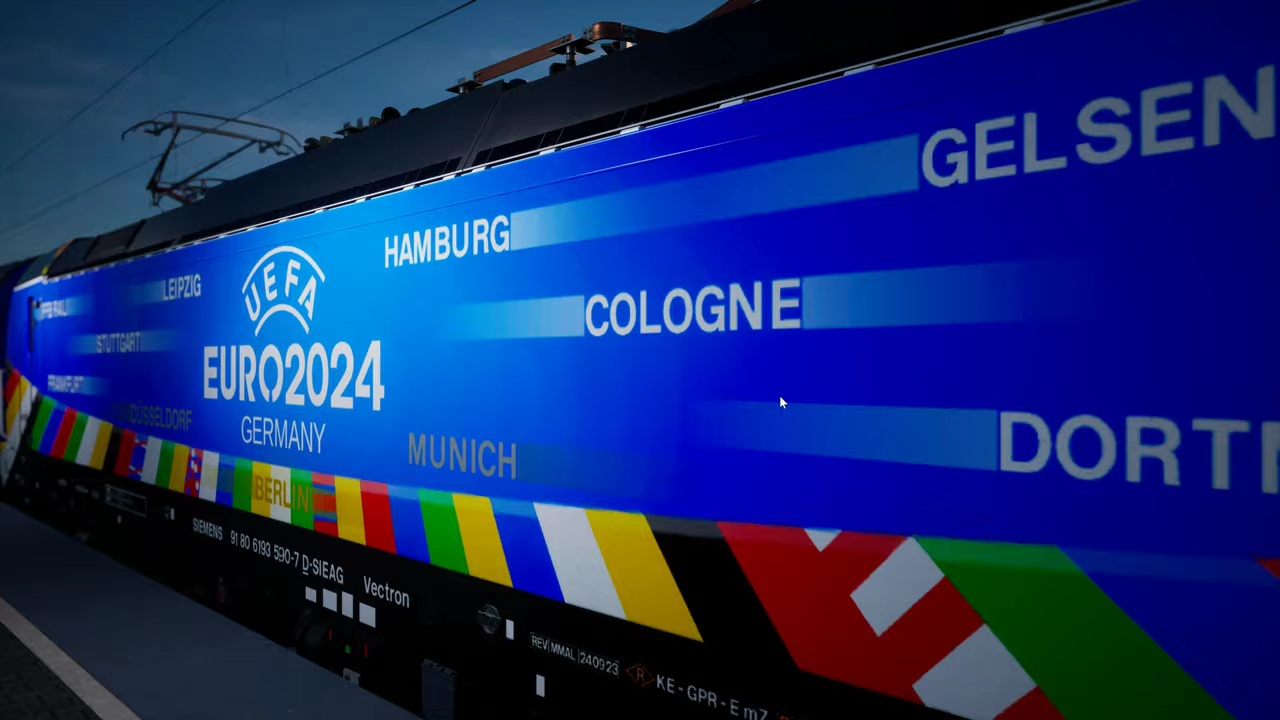 GELSEN
HAMBURG
LEIPZIG
COLOGNE
UEFA
EURO2024
GERMANY
STUTTGART
FRANKFURT
DÜSSELDORF
MUNICH
DORT
BERLIN
SIEMENS 91 80 6193 590-7 D-SIEAG
Vectron
REV MMAL 240923
R
KE-GPR-E mZ